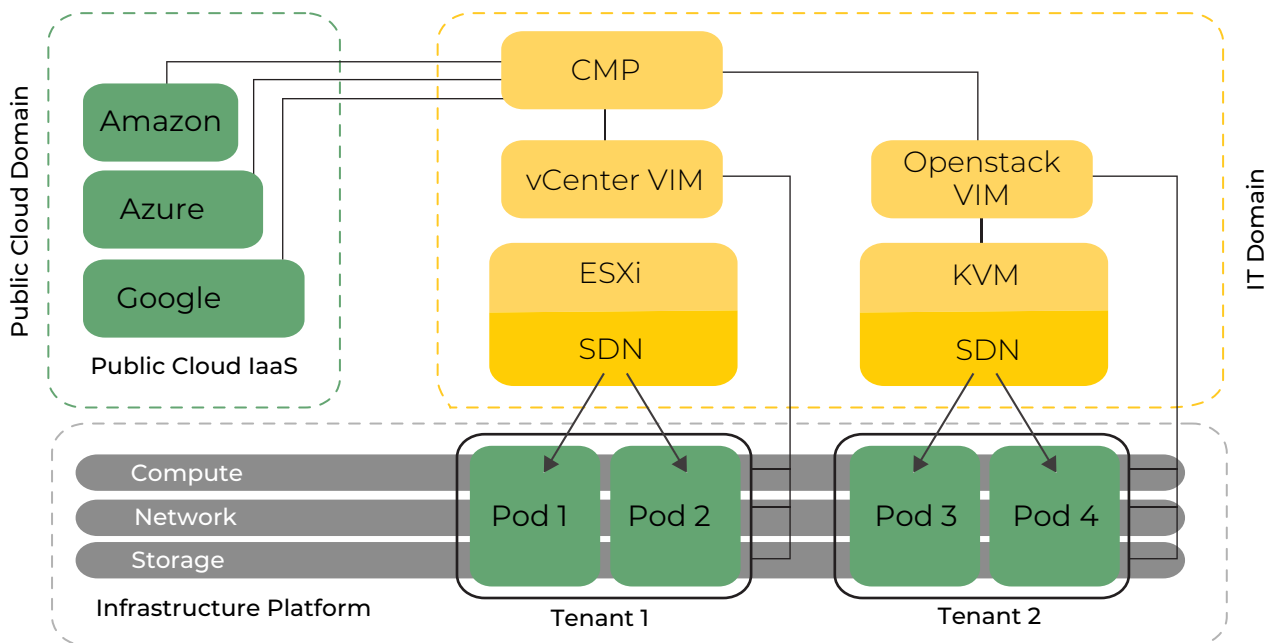 Public Cloud Domain
Amazon
Azure
Google
Public Cloud IaaS
CMP
vCenter VIM
Openstack
VIM
ESXi
SDN
KVM
SDN
IT Domain
Compute
Network
Storage
Infrastructure Platform
Pod 1
Pod 2
Tenant 1
Pod 3
Pod 4
Tenant 2